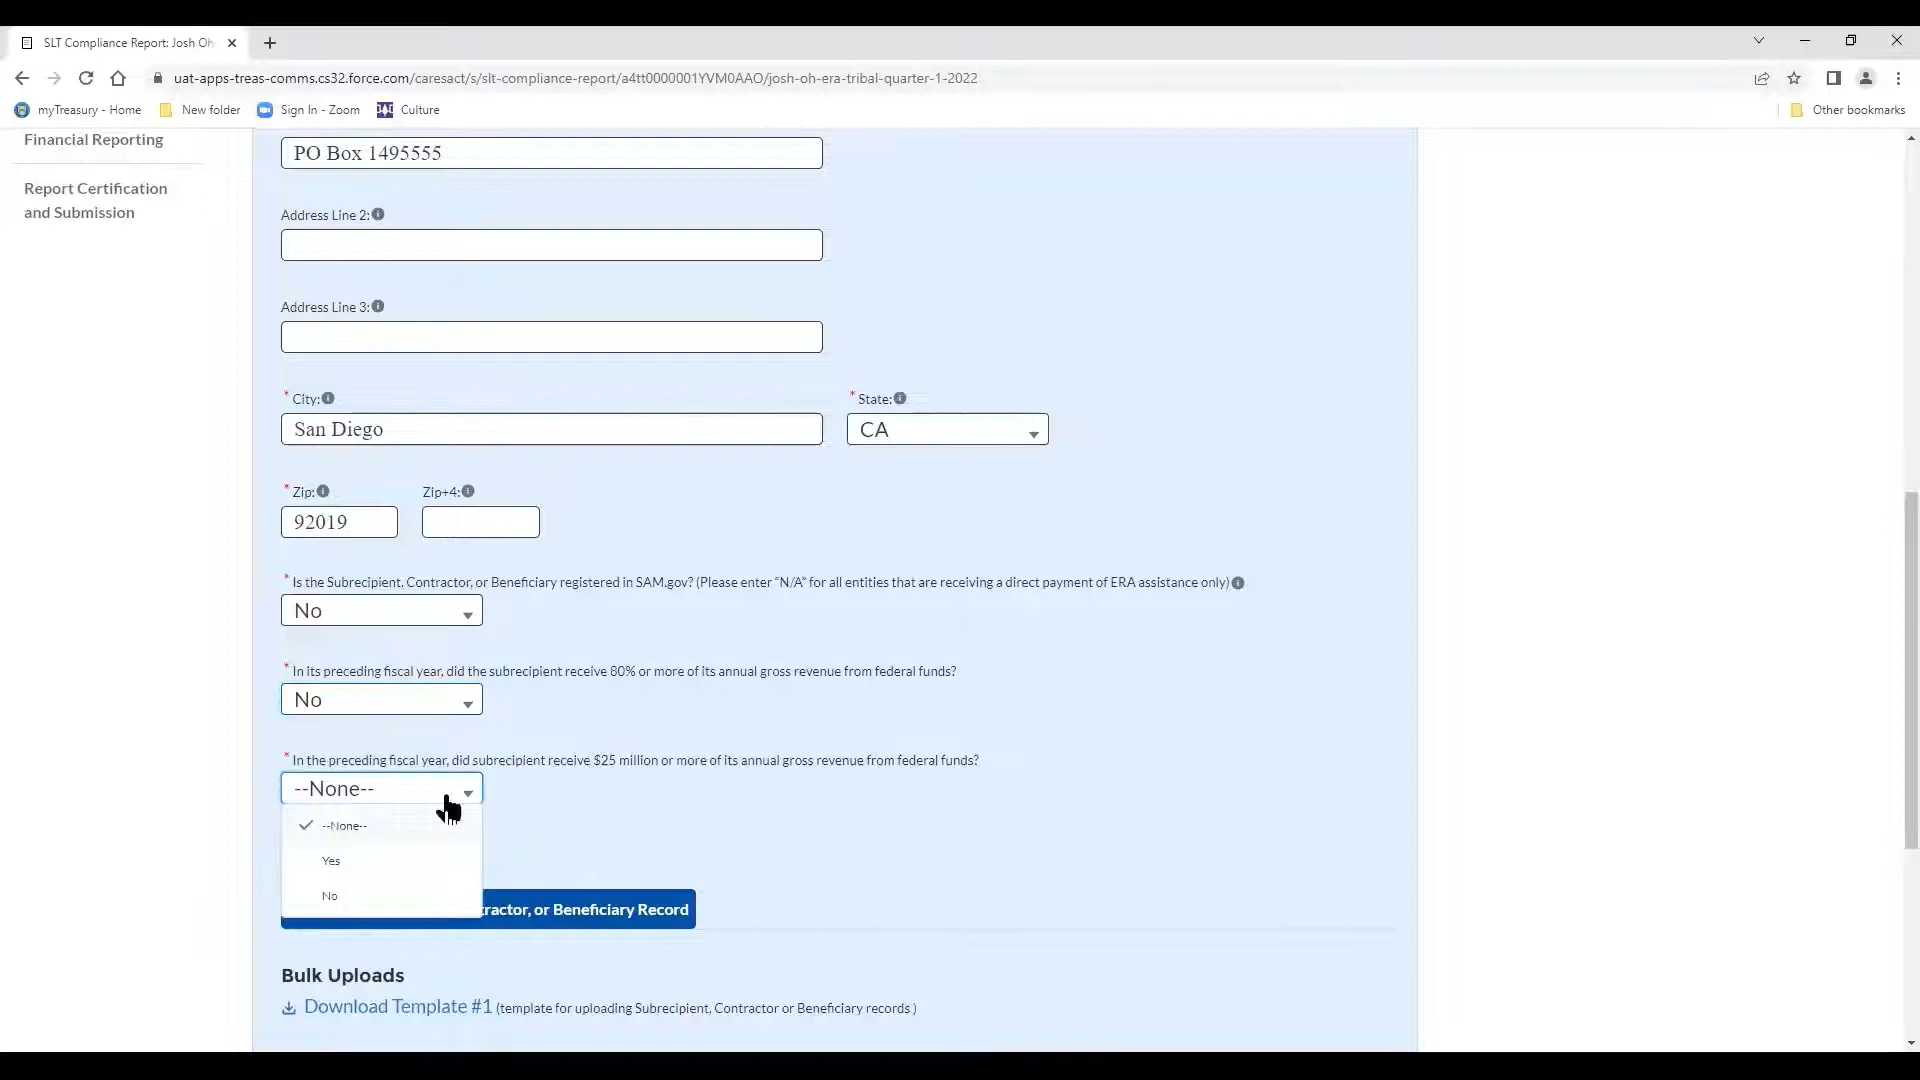 SLT Compliance Report: Josh Oh
uat-apps-treas-comms.cs32.force.com/caresact/s/slt-compliance-report/a4tt0000001YVM0AAO/josh-oh-era-tribal-quarter-1-2022
myTreasury - Home New folder Sign In - Zoom Culture Other bookmarks
Financial Reporting
Report Certification
and Submission
PO Box 1495555
Address Line 2:
Address Line 3:
* City: * State:
San Diego CA
* Zip: Zip+4:
92019
* Is the Subrecipient, Contractor, or Beneficiary registered in SAM.gov? (Please enter “N/A” for all entities that are receiving a direct payment of ERA assistance only)
No
* In its preceding fiscal year, did the subrecipient receive 80% or more of its annual gross revenue from federal funds?
No
* In the preceding fiscal year, did subrecipient receive $25 million or more of its annual gross revenue from federal funds?
--None--
--None--
Yes
No
tractor, or Beneficiary Record
Bulk Uploads
Download Template #1 (template for uploading Subrecipient, Contractor or Beneficiary records )